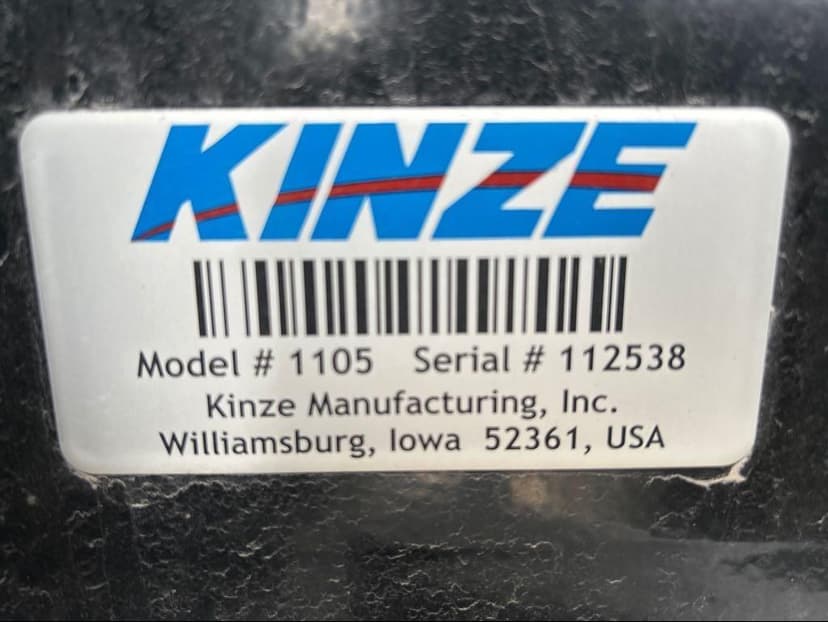 KINZE
Model # 1105 Serial # 112538
Kinze Manufacturing, Inc.
Williamsburg, Iowa 52361, USA